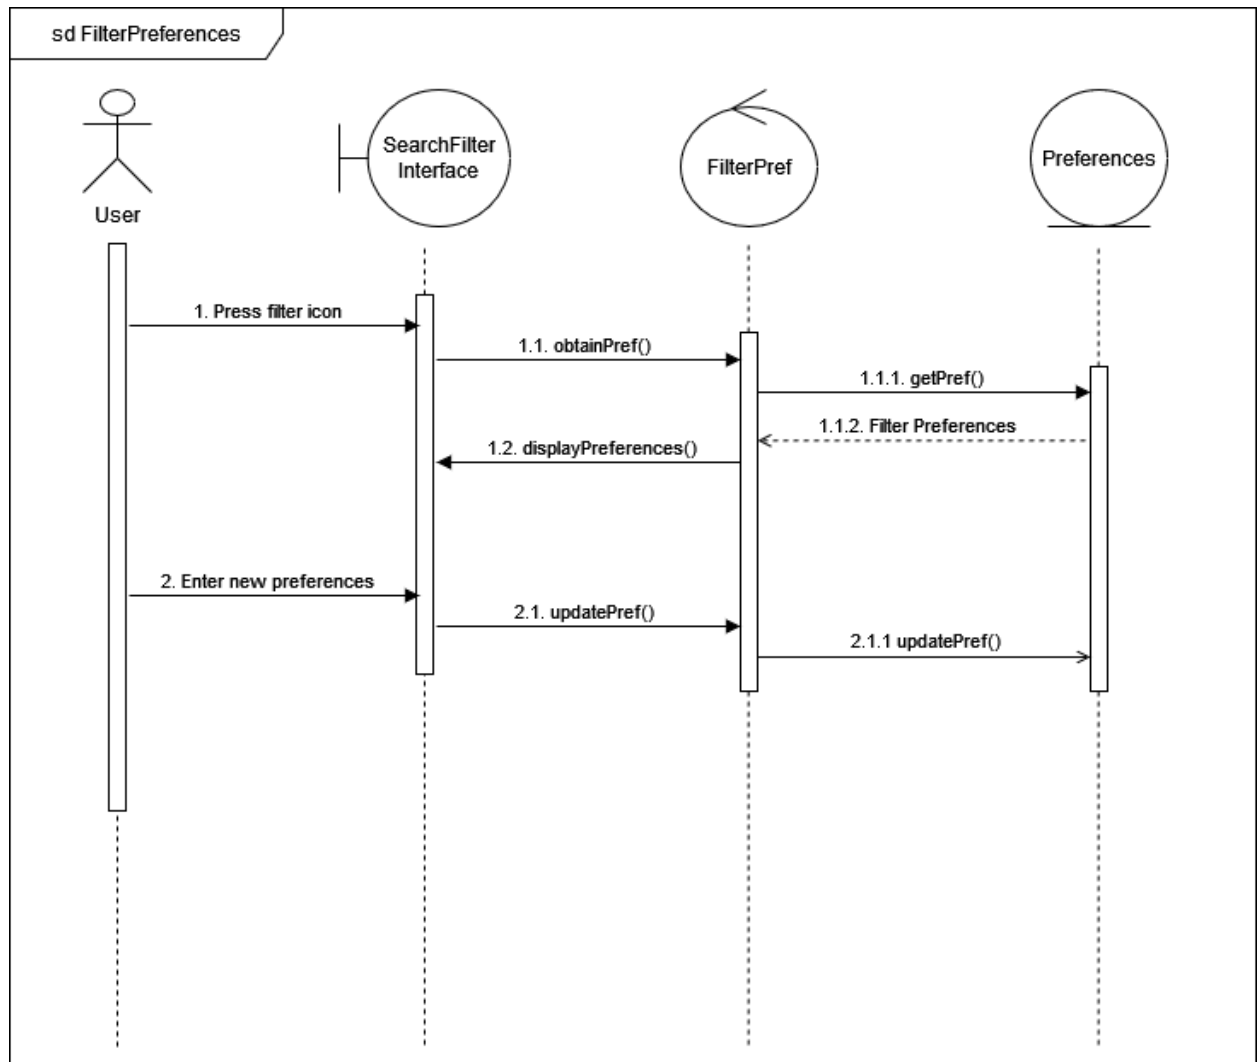 sd FilterPreferences
User
SearchFilter
Interface
FilterPref
Preferences
1. Press filter icon
1.1. obtainPref()
1.1.1. getPref()
1.1.2. Filter Preferences
1.2. displayPreferences()
2. Enter new preferences
2.1. updatePref()
2.1.1 updatePref()